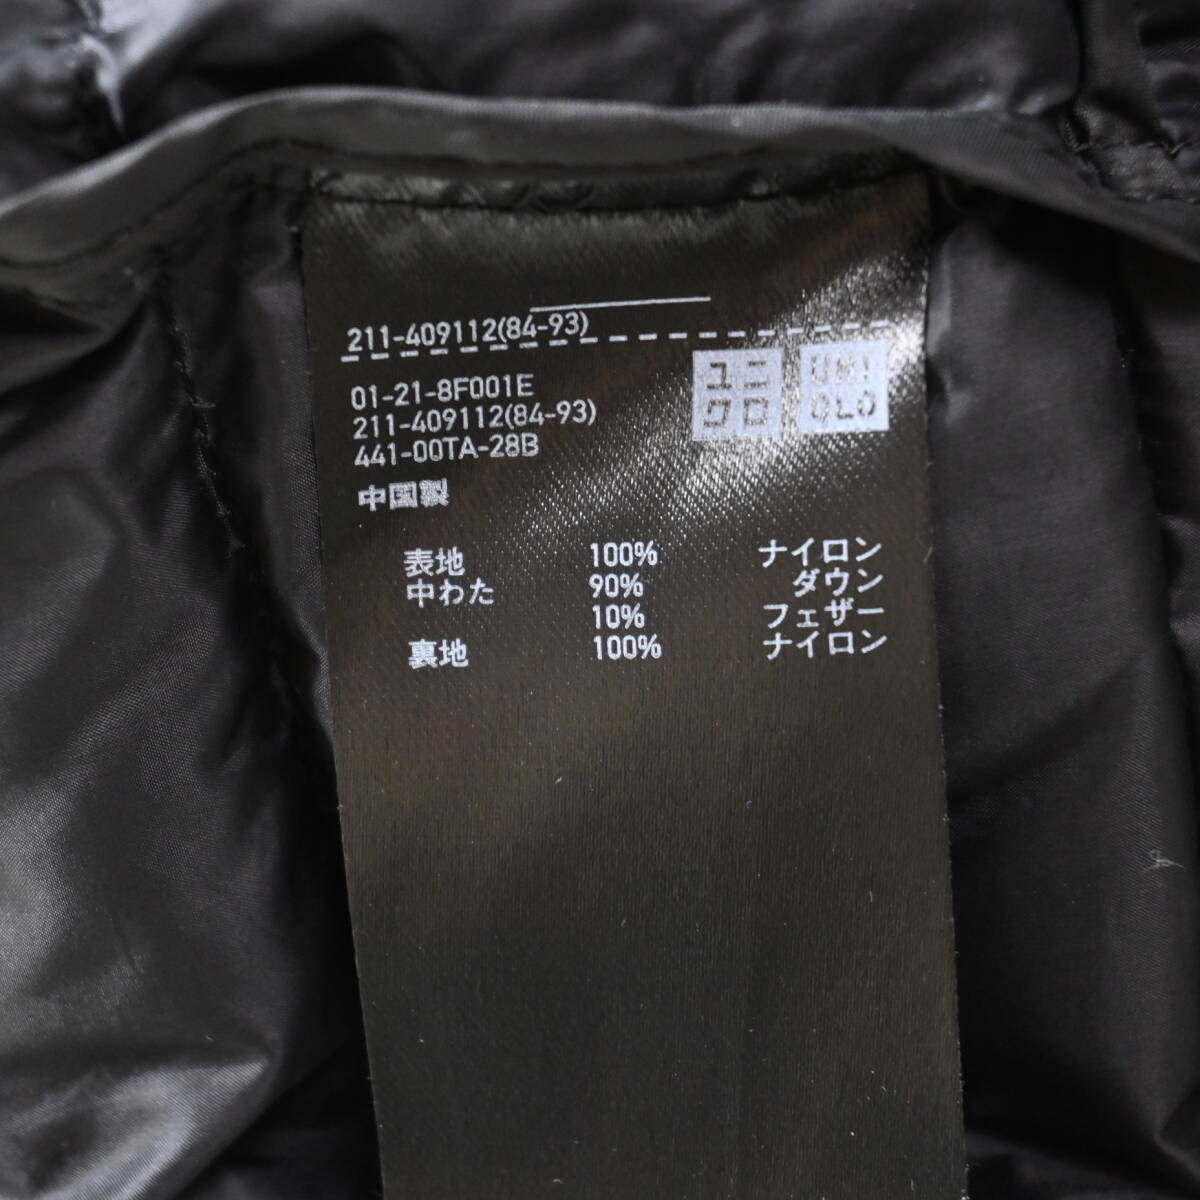 211-409112(84-93)
01-21-8F001E
211-409112(84-93)
441-00TA-28B
中国製
ユニ
クロ
UNI
QLO
表地 100% ナイロン
中わた 90% ダウン
10% フェザー
裏地 100% ナイロン